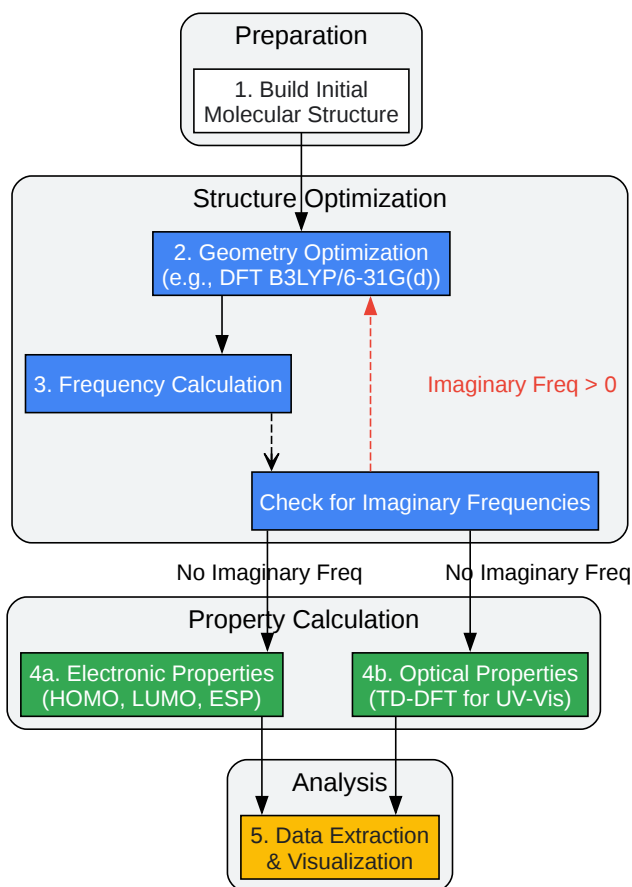 Preparation
1. Build Initial
Molecular Structure
Structure Optimization
2. Geometry Optimization
(e.g., DFT B3LYP/6-31G(d))
3. Frequency Calculation
Imaginary Freq > 0
Check for Imaginary Frequencies
No Imaginary Freq
No Imaginary Freq
Property Calculation
4a. Electronic Properties
(HOMO, LUMO, ESP)
4b. Optical Properties
(TD-DFT for UV-Vis)
Analysis
5. Data Extraction
& Visualization